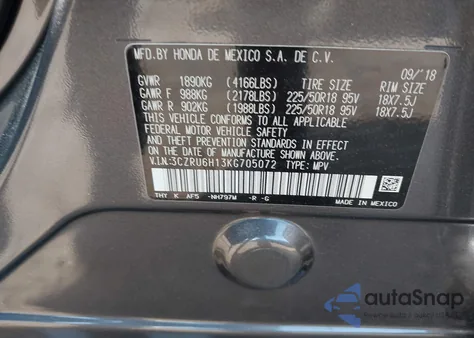 MFD.BY HONDA DE MEXICO S.A. DE C.V.
09/'18
GVWR 1890KG (4166LBS) TIRE SIZE RIM SIZE
GAWR F 988KG (2178LBS) 225/50R18 95V 18X7.5J
GAWR R 902KG (1988LBS) 225/50R18 95V 18X7.5J
THIS VEHICLE CONFORMS TO ALL APPLICABLE
FEDERAL MOTOR VEHICLE SAFETY AND
THEFT PREVENTION STANDARDS IN EFFECT ON
THE DATE OF MANUFACTURE SHOWN ABOVE.
V.I.N:3CZRU6H13KG705072 TYPE: MPV
THY K AF5 -NH797M -R -G
MADE IN MEXICO
autoSnap